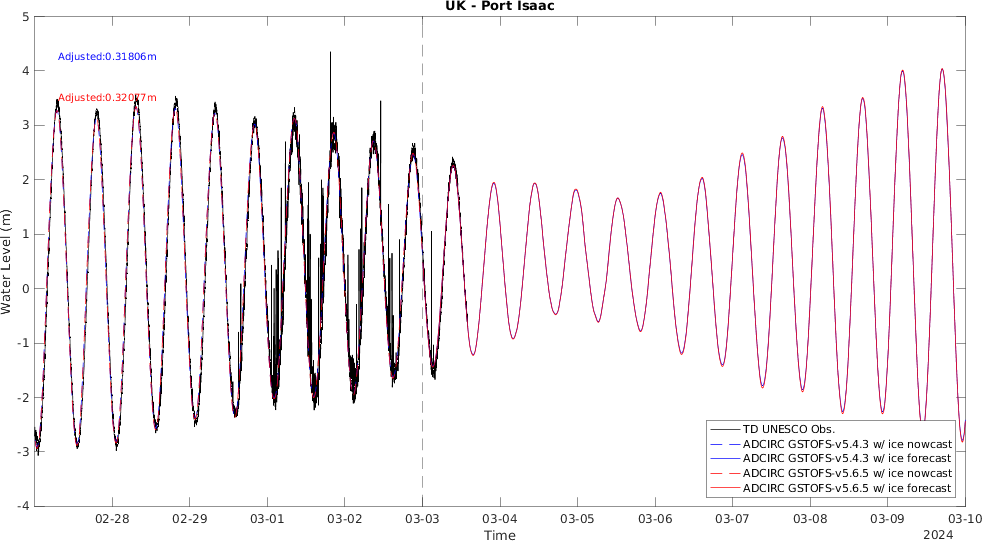 UK - Port Isaac
5
4
3
2
1
0
-1
-2
-3
-4
Water Level (m)
Adjusted:0.31806m
Adjusted:0.32077m
TD UNESCO Obs.
ADCIRC GSTOFS-v5.4.3 w/ ice nowcast
ADCIRC GSTOFS-v5.4.3 w/ ice forecast
ADCIRC GSTOFS-v5.6.5 w/ ice nowcast
ADCIRC GSTOFS-v5.6.5 w/ ice forecast
02-28 02-29 03-01 03-02 03-03 03-04 03-05 03-06 03-07 03-08 03-09 03-10
Time
2024